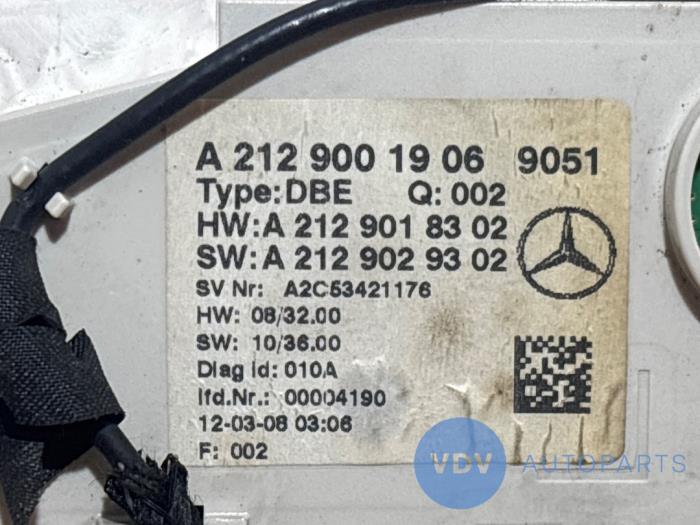 A 212 900 19 06 9051
Type:DBE Q: 002
HW:A 212 901 83 02
SW:A 212 902 93 02
SV Nr: A2C53421176
HW: 08/32.00
SW: 10/36.00
Diag id: 010A
lfd.Nr.: 00004190
12-03-06 03:06
F: 002
VDV AUTOPARTS